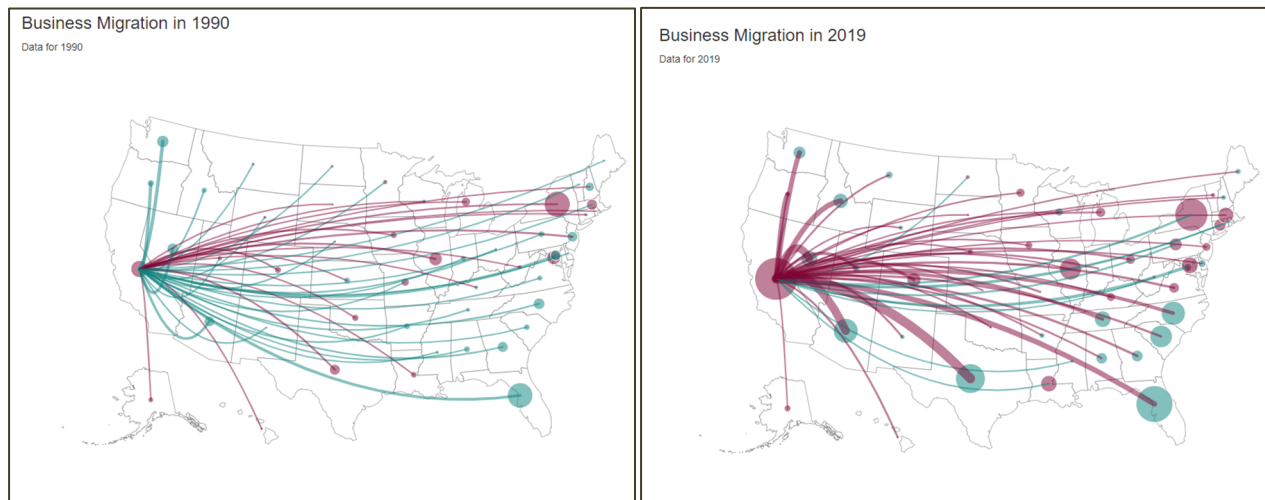 Business Migration in 1990
Data for 1990
Business Migration in 2019
Data for 2019